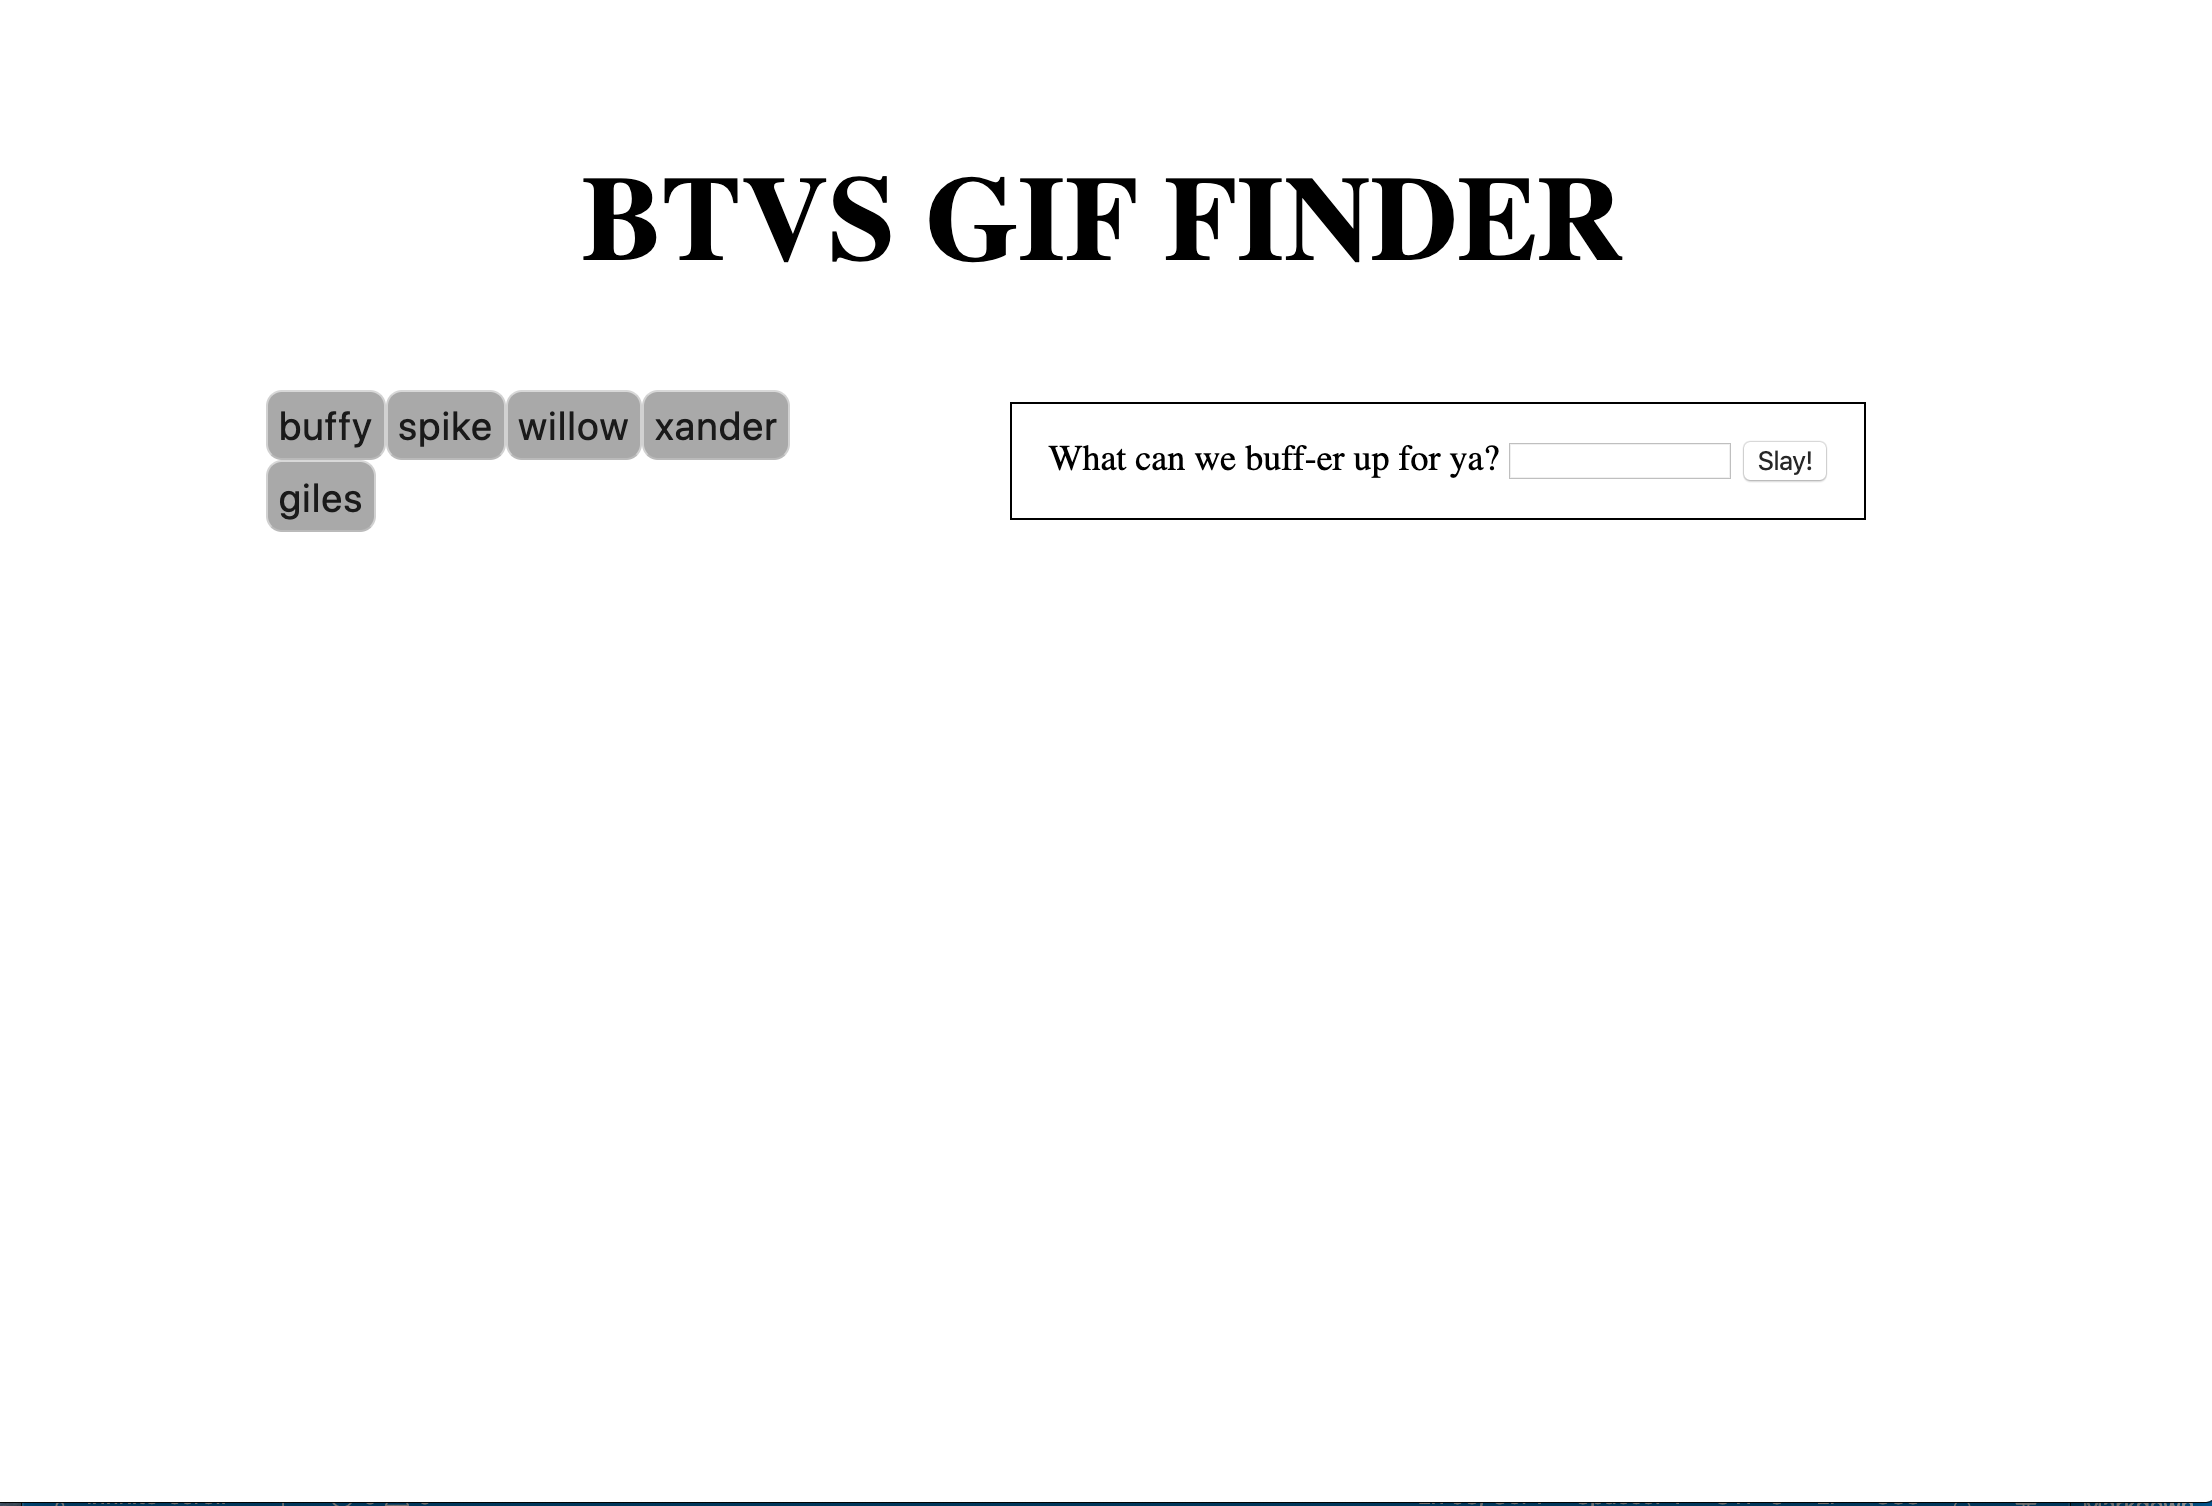 BTVS GIF FINDER
buffy spike willow xander
giles
What can we buff-er up for ya? Slay!